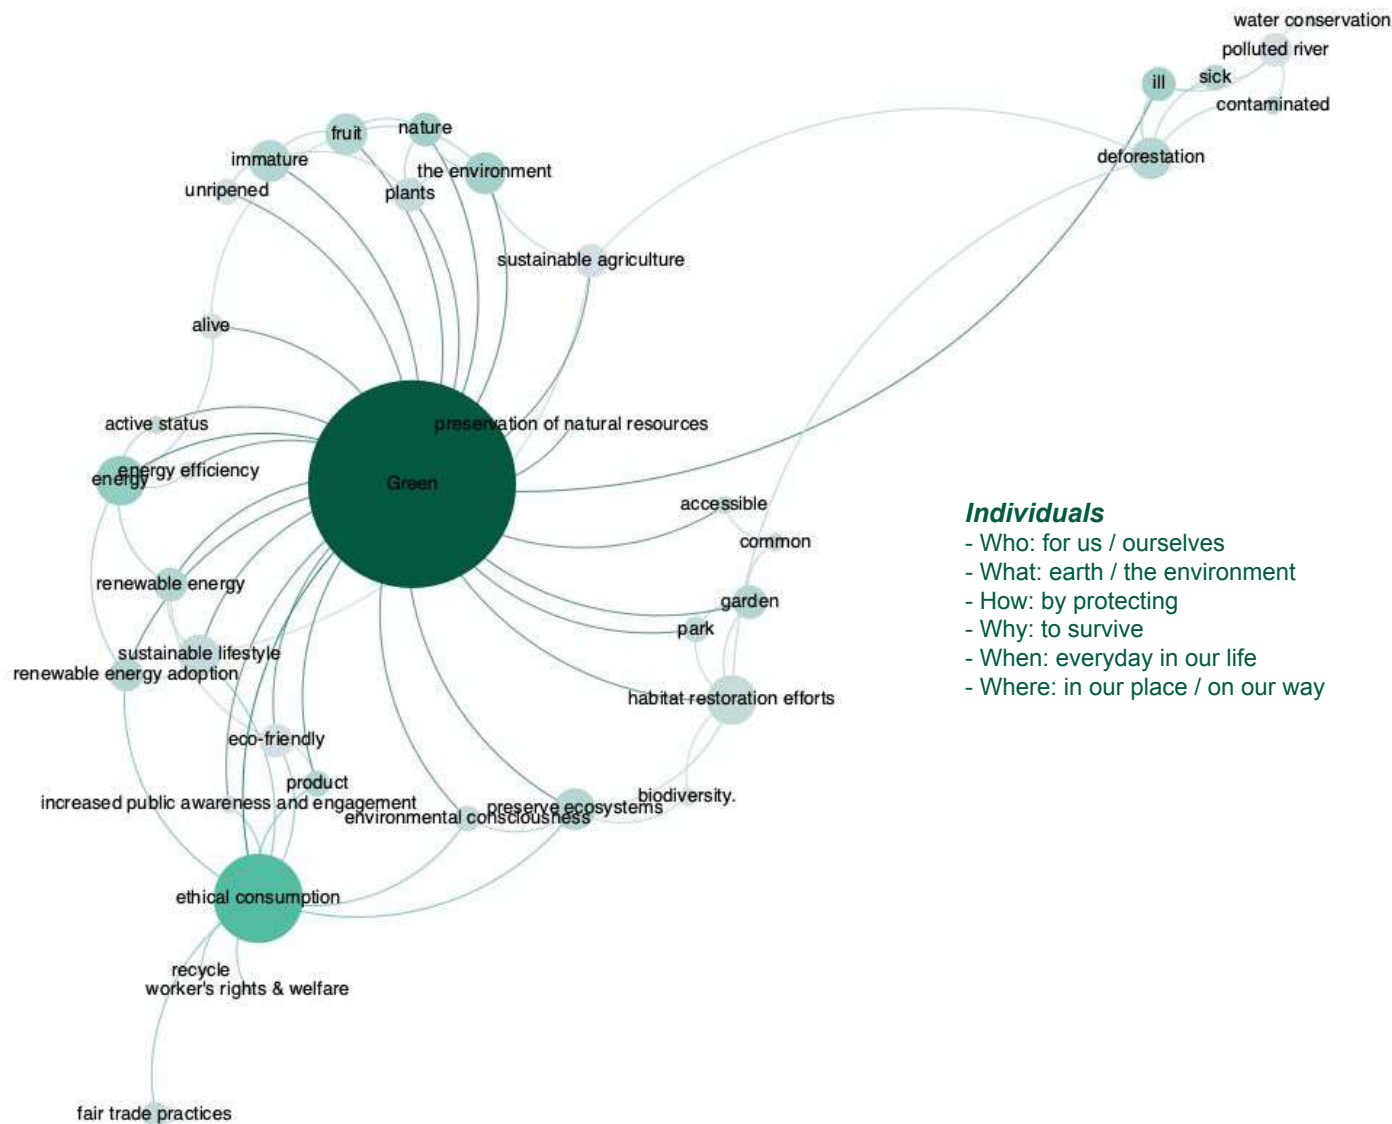 water conservation
polluted river
sick
ill
contaminated
deforestation
nature
fruit
immature
the environment
unripened
plants
sustainable agriculture
alive
active status
preservation of natural resources
energy efficiency
energy
Green
accessible
common
renewable energy
garden
park
sustainable lifestyle
renewable energy adoption
habitat restoration efforts
eco-friendly
product
increased public awareness and engagement
biodiversity.
preserve ecosystems
environmental consciousness
ethical consumption
recycle
worker's rights & welfare
fair trade practices
Individuals
- Who: for us / ourselves
- What: earth / the environment
- How: by protecting
- Why: to survive
- When: everyday in our life
- Where: in our place / on our way